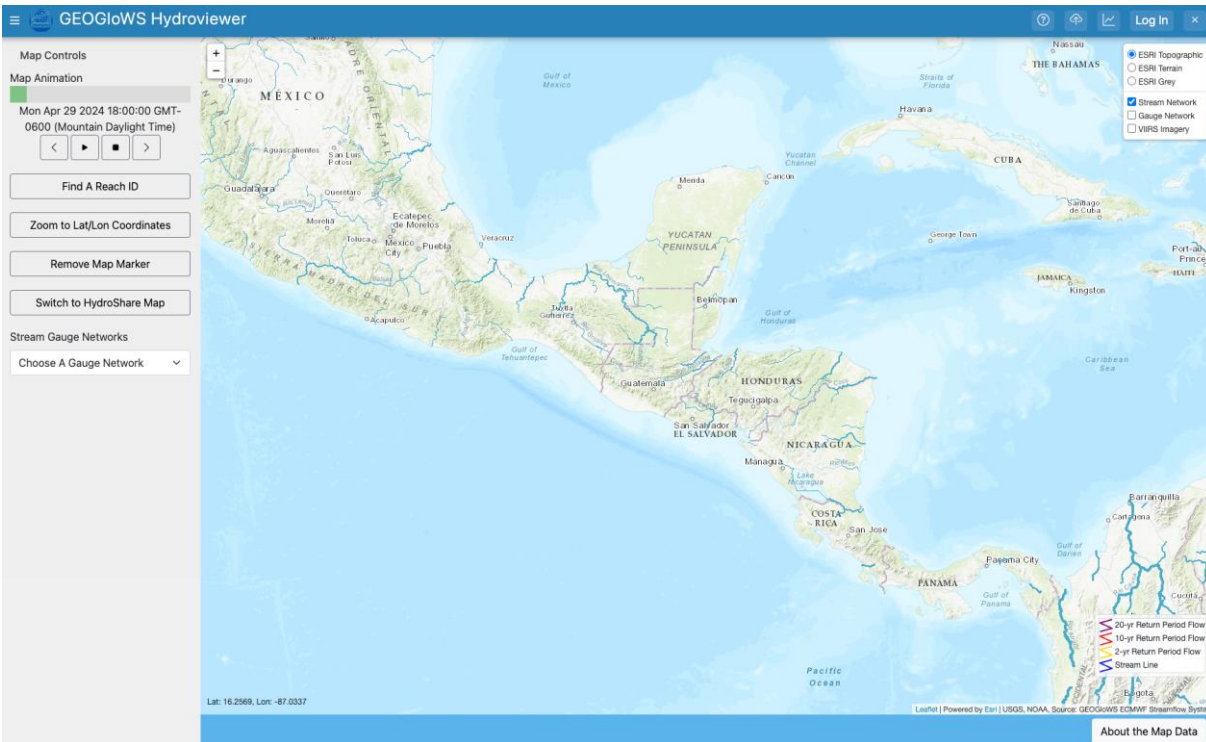 GEOGloWS Hydroviewer
Log In
×
Map Controls
Map Animation
Mon Apr 29 2024 18:00:00 GMT-
0600 (Mountain Daylight Time)
Find A Reach ID
Zoom to Lat/Lon Coordinates
Remove Map Marker
Switch to HydroShare Map
Stream Gauge Networks
Choose A Gauge Network
+
−
ESRI Topographic
ESRI Terrain
ESRI Grey
Stream Network
Gauge Network
VIIRS Imagery
Nassau
THE BAHAMAS
Gulf of
Mexico
Straits of
Florida
MÉXICO
Havana
Aguascalientes
San Luis
Potosí
Yucatan
Channel
CUBA
Guadalajara
Querétaro
Merida
Cancún
Santiago
de Cuba
Morelia
Ecatepec
de Morelos
Toluca
Mexico
City
Puebla
Veracruz
YUCATAN
PENINSULA
George Town
Port-au-
Prince
HAITI
JAMAICA
Kingston
Belmopan
Tuxtla
Gutierrez
Acapulco
SIERRA MADRE DEL SUR
Gulf of
Honduras
Gulf of
Tehuantepec
Caribbean
Sea
Guatemala
HONDURAS
Tegucigalpa
San Salvador
EL SALVADOR
NICARAGUA
Managua
Lake
Nicaragua
Barranquilla
Cartagena
COSTA
RICA
San Jose
Gulf of
Darien
Panama City
PANAMA
Gulf of
Panama
Cucuta
20-yr Return Period Flow
10-yr Return Period Flow
2-yr Return Period Flow
Stream Line
Pacific
Ocean
Bogota
Lat: 16.2569, Lon: -87.0337
Leaflet | Powered by Esri | USGS, NOAA, Source: GEOGloWS ECMWF Streamflow Syste
About the Map Data